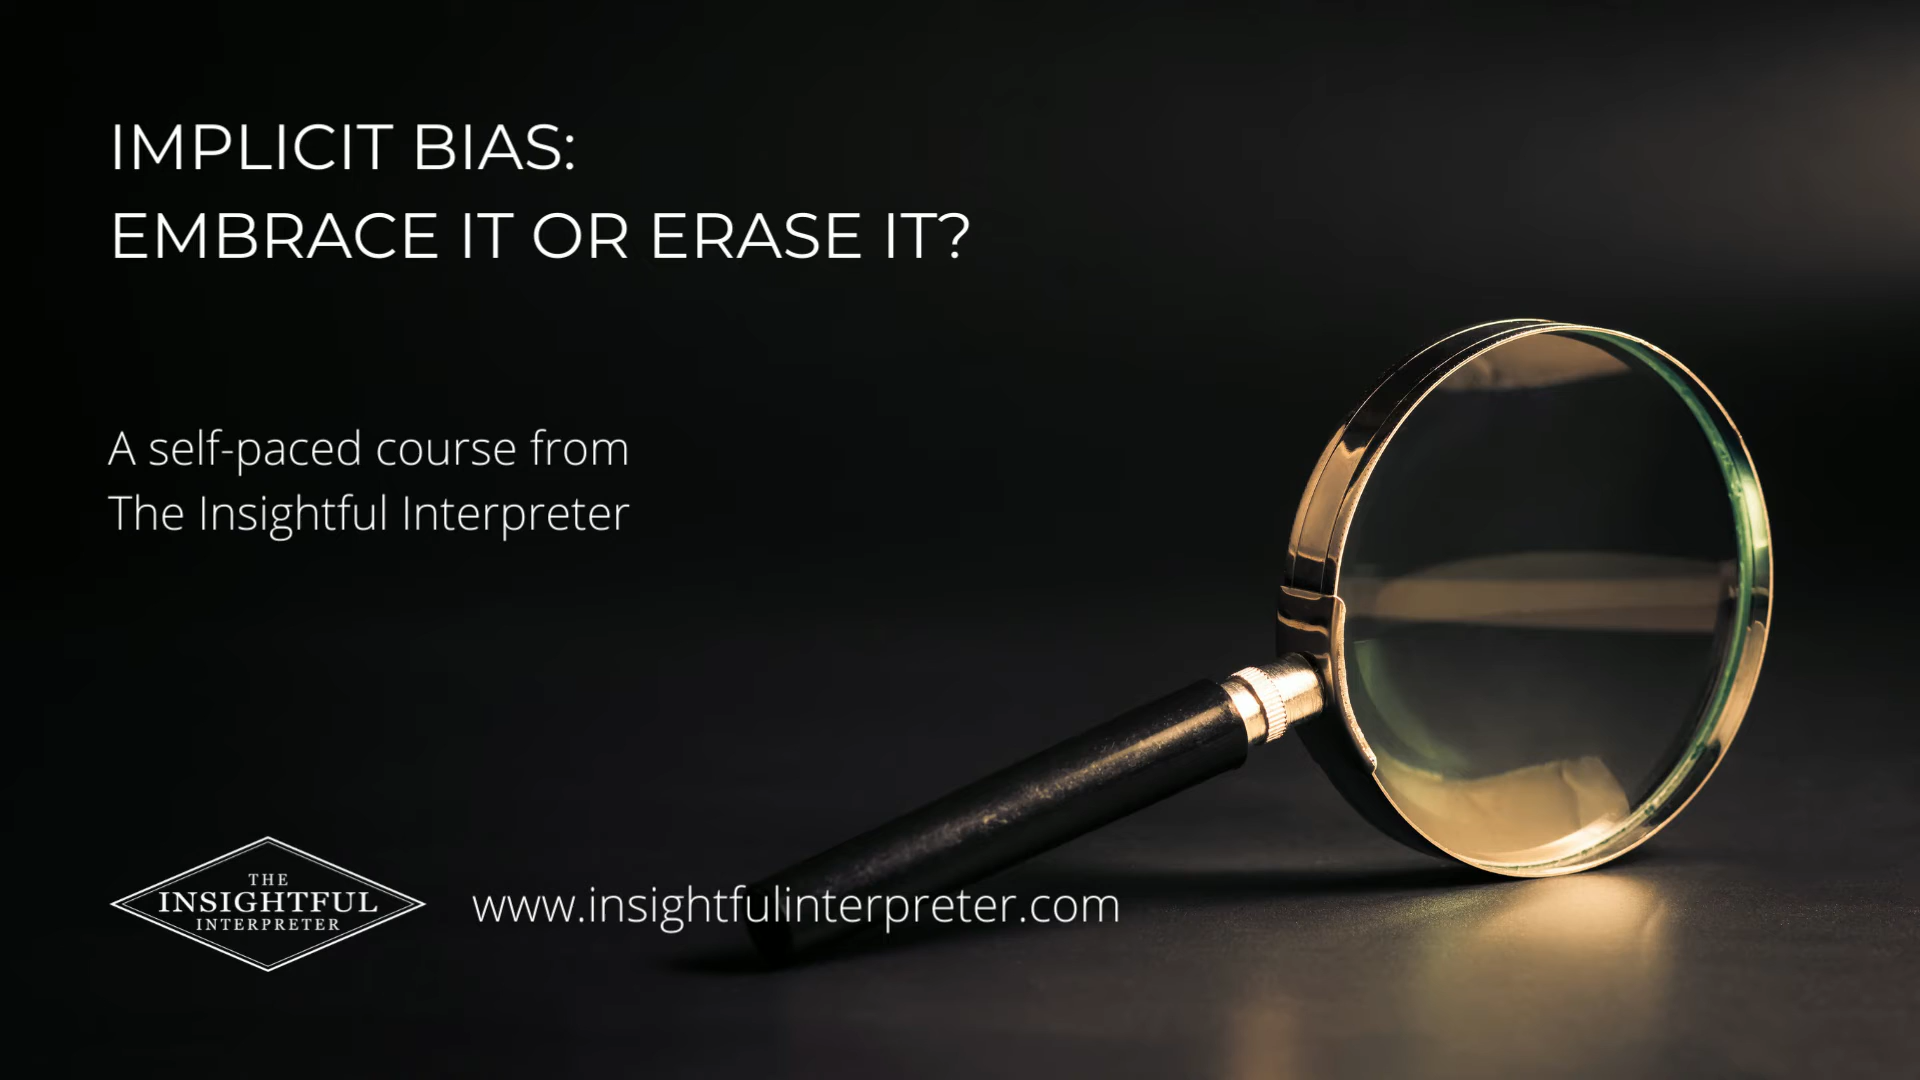 IMPLICIT BIAS:
EMBRACE IT OR ERASE IT?
A self-paced course from
The Insightful Interpreter
THE
INSIGHTFUL
INTERPRETER
www.insightfulinterpreter.com